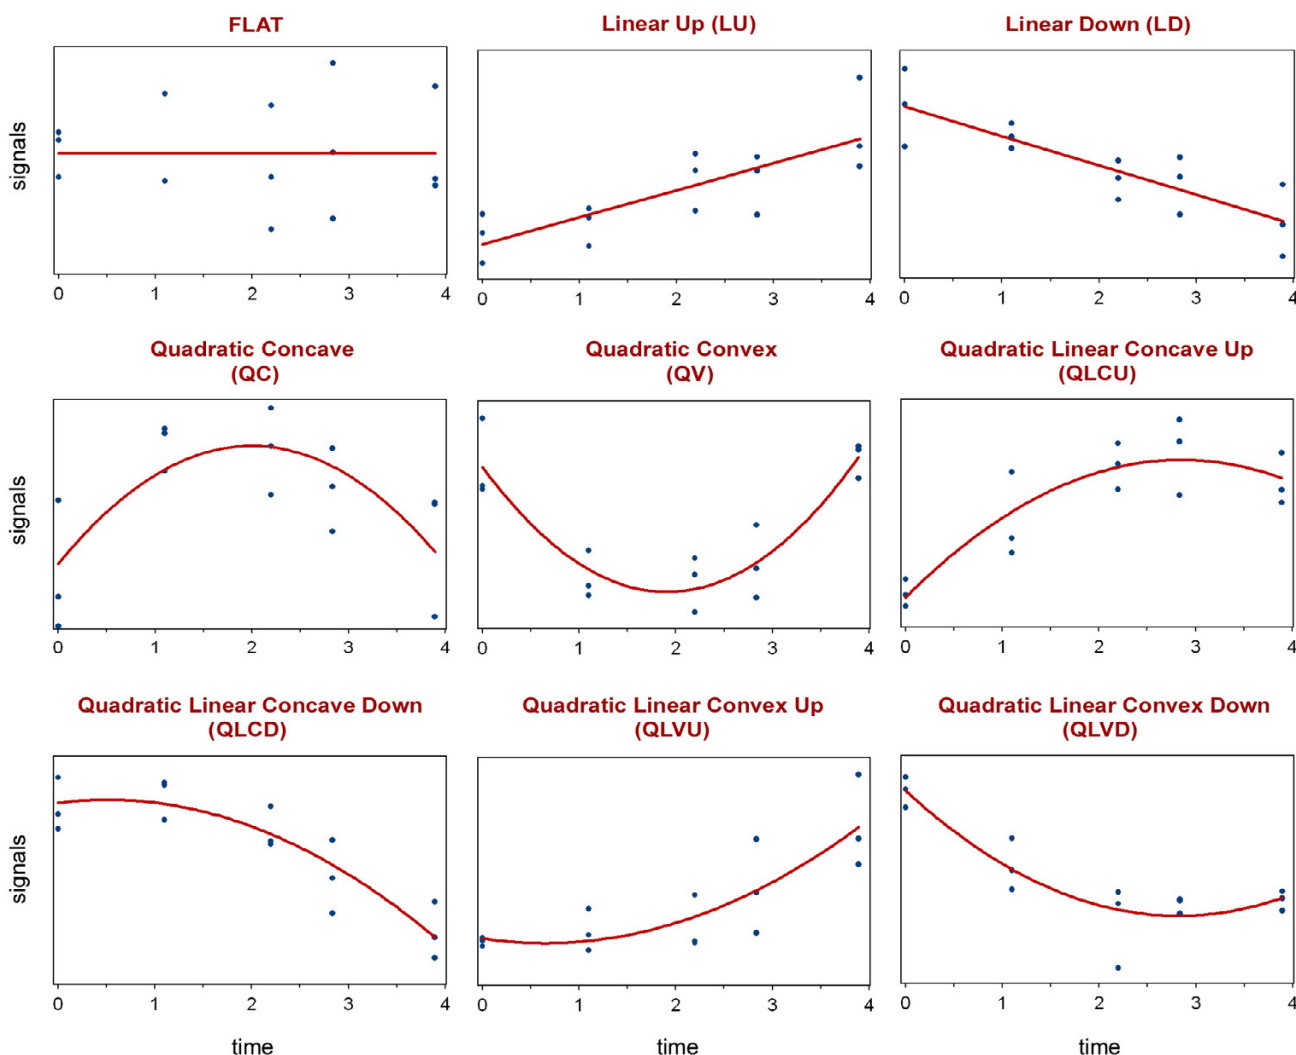 FLAT
Linear Up (LU)
Linear Down (LD)
signals
0 1 2 3 4
0 1 2 3 4
0 1 2 3 4
Quadratic Concave
(QC)
Quadratic Convex
(QV)
Quadratic Linear Concave Up
(QLCU)
signals
0 1 2 3 4
0 1 2 3 4
0 1 2 3 4
Quadratic Linear Concave Down
(QLCD)
Quadratic Linear Convex Up
(QLVU)
Quadratic Linear Convex Down
(QLVD)
signals
0 1 2 3 4
0 1 2 3 4
0 1 2 3 4
time
time
time